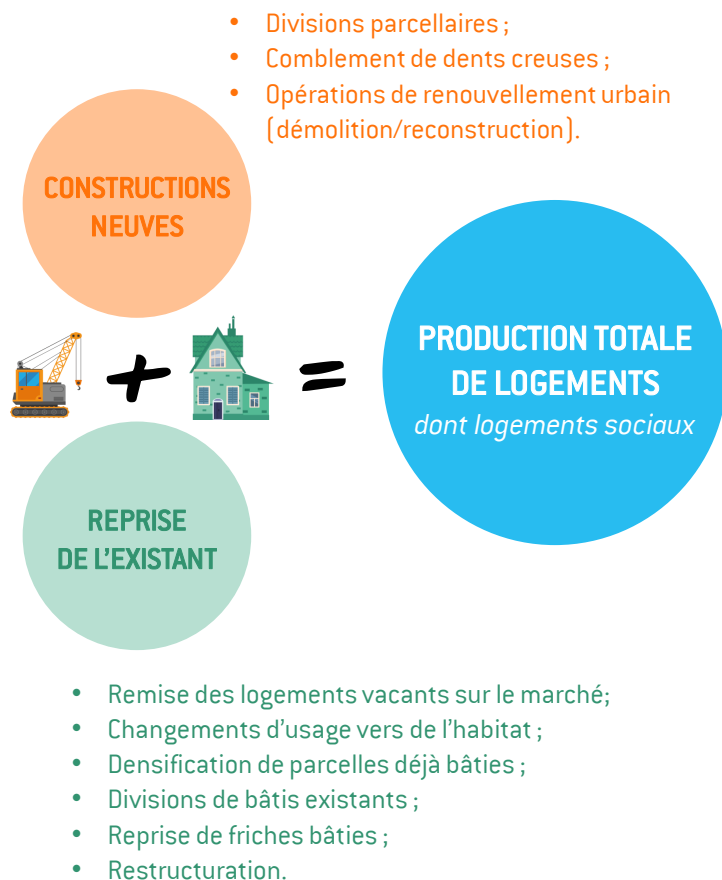 • Divisions parcellaires ;
• Comblement de dents creuses ;
• Opérations de renouvellement urbain
(démolition/reconstruction).
CONSTRUCTIONS
NEUVES
+ =
PRODUCTION TOTALE
DE LOGEMENTS
dont logements sociaux
REPRISE
DE L'EXISTANT
• Remise des logements vacants sur le marché;
• Changements d'usage vers de l'habitat ;
• Densification de parcelles déjà bâties ;
• Divisions de bâtis existants ;
• Reprise de friches bâties ;
• Restructuration.